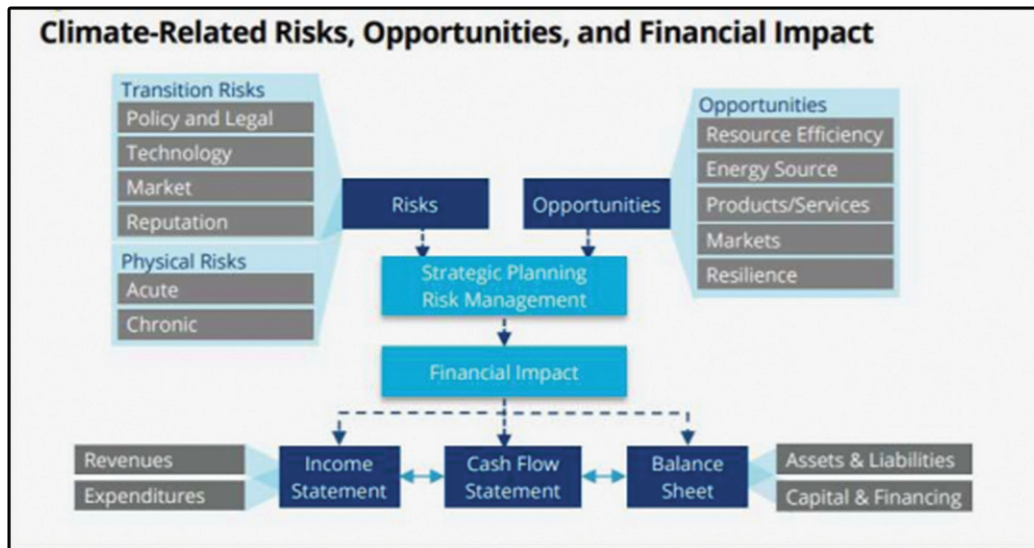 Climate-Related Risks, Opportunities, and Financial Impact
Transition Risks
Policy and Legal
Technology
Market
Reputation
Physical Risks
Acute
Chronic
Risks
Opportunities
Opportunities
Resource Efficiency
Energy Source
Products/Services
Markets
Resilience
Strategic Planning
Risk Management
Financial Impact
Revenues
Expenditures
Income
Statement
Cash Flow
Statement
Balance
Sheet
Assets & Liabilities
Capital & Financing